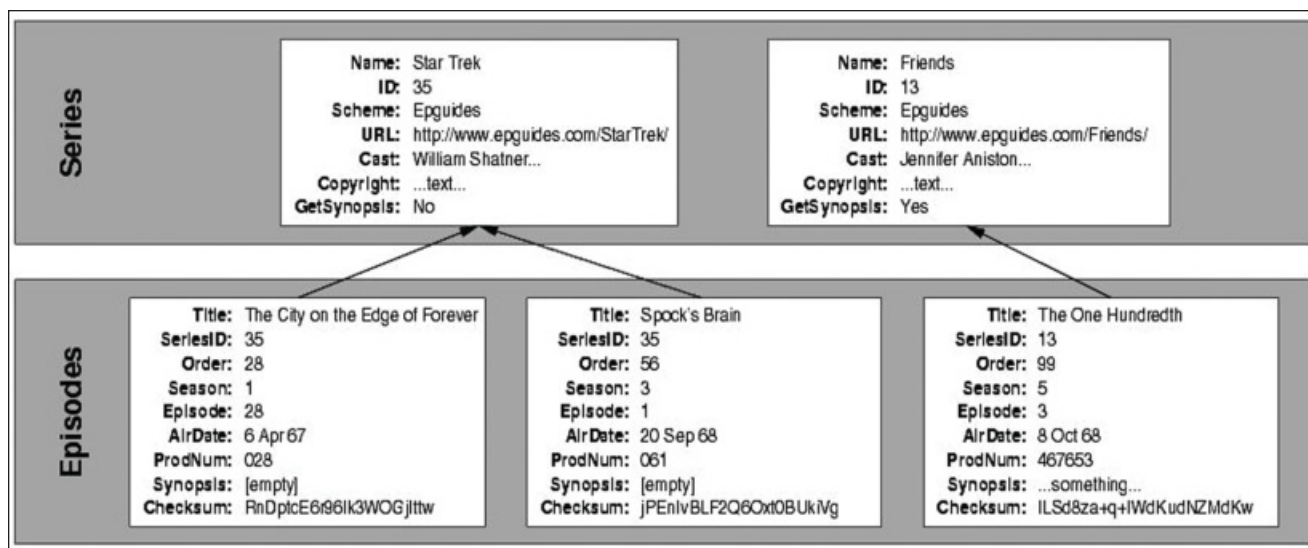 Series
Name: Star Trek
ID: 35
Scheme: Epguides
URL: http://www.epguides.com/StarTrek/
Cast: William Shatner...
Copyright: ...text...
GetSynopsis: No
Name: Friends
ID: 13
Scheme: Epguides
URL: http://www.epguides.com/Friends/
Cast: Jennifer Aniston...
Copyright: ...text...
GetSynopsis: Yes
Episodes
Title: The City on the Edge of Forever
SeriesID: 35
Order: 28
Season: 1
Episode: 28
AirDate: 6 Apr 67
ProdNum: 028
Synopsis: [empty]
Checksum: RnDptcE6r96Ik3WOGjIttw
Title: Spock's Brain
SeriesID: 35
Order: 56
Season: 3
Episode: 1
AirDate: 20 Sep 68
ProdNum: 061
Synopsis: [empty]
Checksum: jPEnIvBLF2Q6Oxt0BUkiVg
Title: The One Hundredth
SeriesID: 13
Order: 99
Season: 5
Episode: 3
AirDate: 8 Oct 68
ProdNum: 467653
Synopsis: ...something...
Checksum: ILSd8za+q+IWdKudNZMdKw